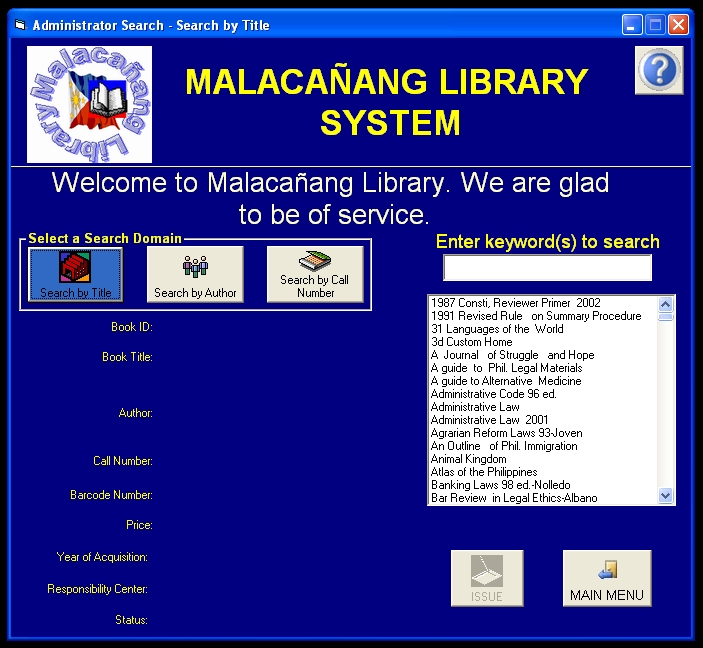 Administrator Search - Search by Title
Malacañang
Library
MALACAÑANG LIBRARY
SYSTEM
?
Welcome to Malacañang Library. We are glad
to be of service.
Select a Search Domain
Search by Title
Search by Author
Search by Call
Number
Enter keyword(s) to search
Book ID:
Book Title:
Author:
Call Number:
Barcode Number:
Price:
Year of Acquisition:
Responsibility Center:
Status:
1987 Consti, Reviewer Primer 2002
1991 Revised Rule on Summary Procedure
31 Languages of the World
3d Custom Home
A Journal of Struggle and Hope
A guide to Phil. Legal Materials
A guide to Alternative Medicine
Administrative Code 96 ed.
Administrative Law
Administrative Law 2001
Agrarian Reform Laws 93-Joven
An Outline of Phil. Immigration
Animal Kingdom
Atlas of the Philippines
Banking Laws 98 ed.-Nolledo
Bar Review in Legal Ethics-Albano
ISSUE
MAIN MENU